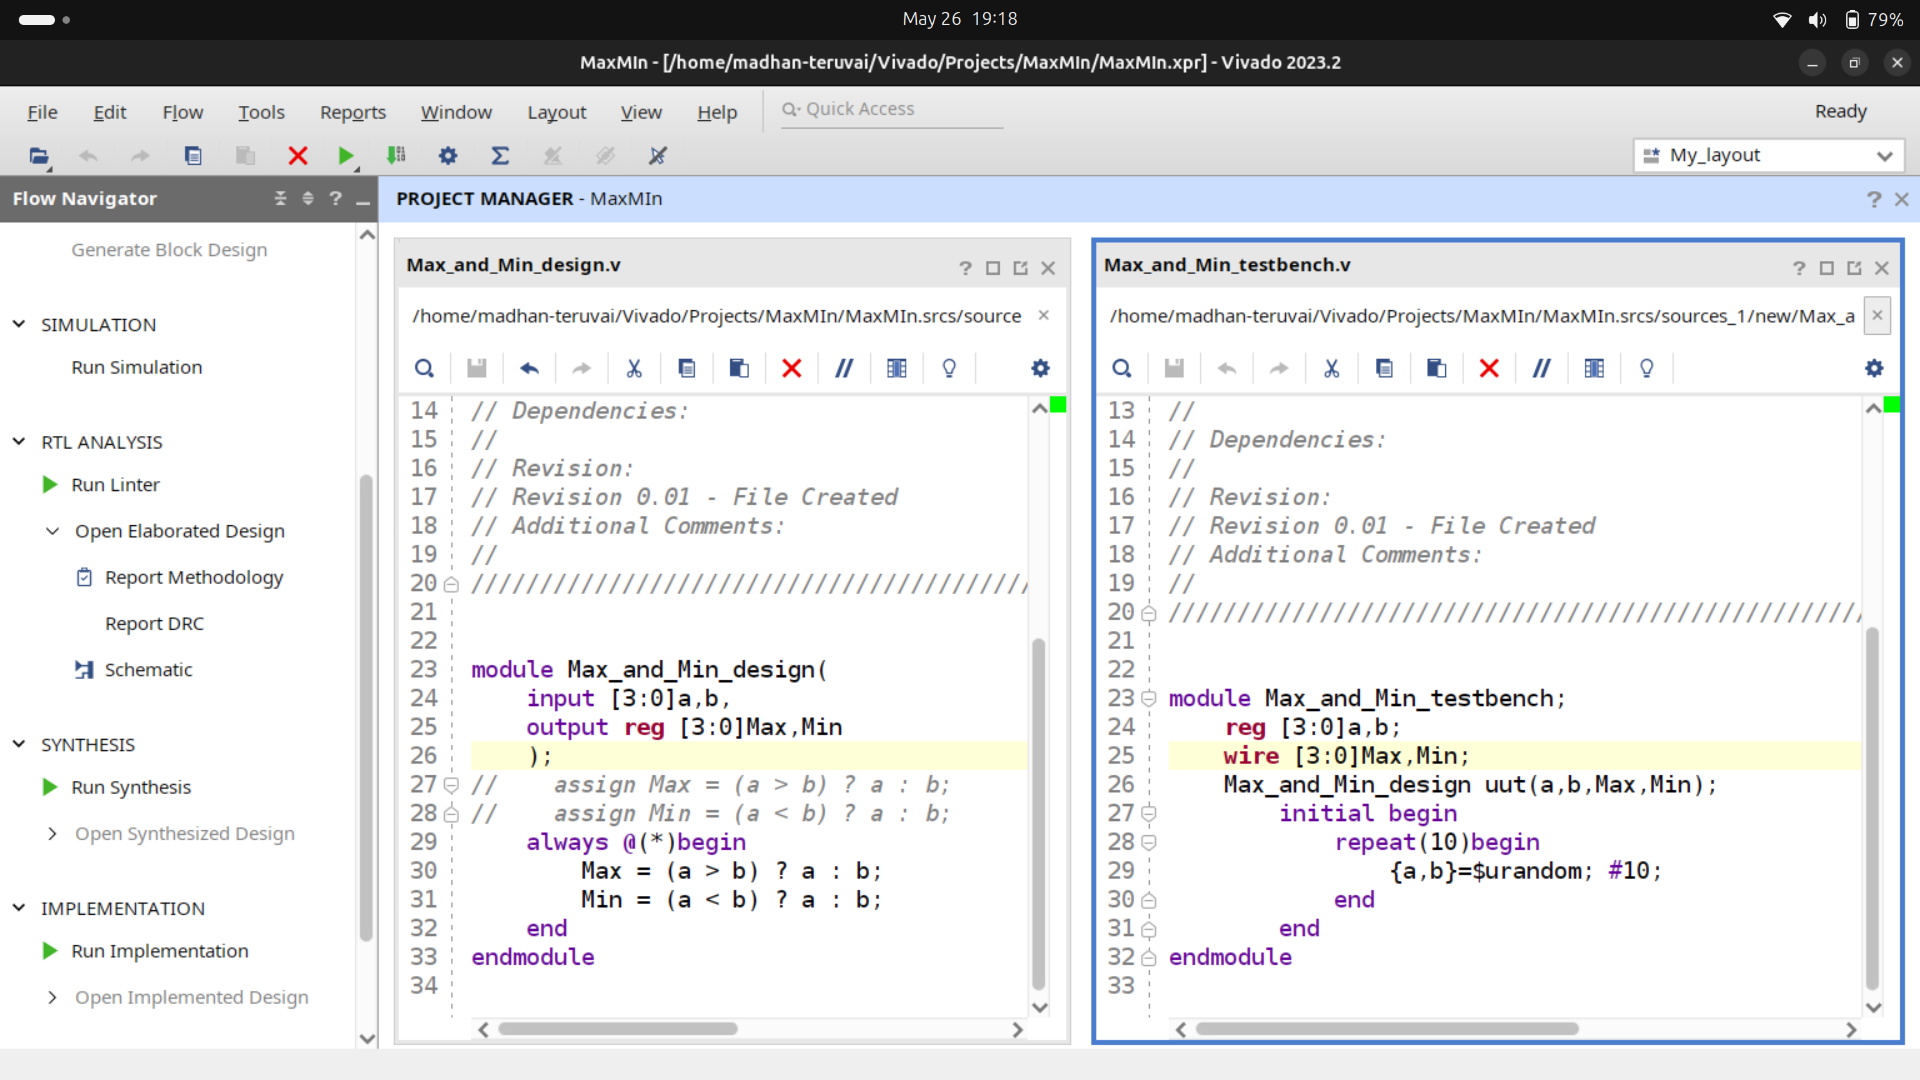 May 26 19:18
79%
MaxMIn - [/home/madhan-teruvai/Vivado/Projects/MaxMIn/MaxMIn.xpr] - Vivado 2023.2
File Edit Flow Tools Reports Window Layout View Help Quick Access Ready
My_layout
Flow Navigator
PROJECT MANAGER - MaxMIn
Generate Block Design
SIMULATION
Run Simulation
RTL ANALYSIS
Run Linter
Open Elaborated Design
Report Methodology
Report DRC
Schematic
SYNTHESIS
Run Synthesis
Open Synthesized Design
IMPLEMENTATION
Run Implementation
Open Implemented Design
Max_and_Min_design.v
/home/madhan-teruvai/Vivado/Projects/MaxMIn/MaxMIn.srcs/source
14 // Dependencies:
15 //
16 // Revision:
17 // Revision 0.01 - File Created
18 // Additional Comments:
19 //
20 /////////////////////////////////////////
21
22
23 module Max_and_Min_design(
24     input [3:0]a,b,
25     output reg [3:0]Max,Min
26     );
27 //    assign Max = (a > b) ? a : b;
28 //    assign Min = (a < b) ? a : b;
29     always @(*)begin
30         Max = (a > b) ? a : b;
31         Min = (a < b) ? a : b;
32     end
33 endmodule
34
Max_and_Min_testbench.v
/home/madhan-teruvai/Vivado/Projects/MaxMIn/MaxMIn.srcs/sources_1/new/Max_a
13 //
14 // Dependencies:
15 //
16 // Revision:
17 // Revision 0.01 - File Created
18 // Additional Comments:
19 //
20 ///////////////////////////////////////////////////
21
22
23 module Max_and_Min_testbench;
24     reg [3:0]a,b;
25     wire [3:0]Max,Min;
26     Max_and_Min_design uut(a,b,Max,Min);
27         initial begin
28             repeat(10)begin
29                 {a,b}=$urandom; #10;
30             end
31         end
32 endmodule
33